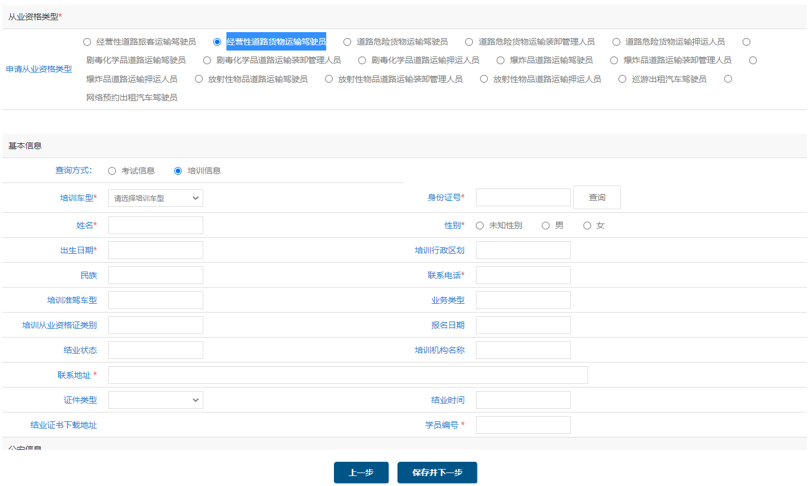 从业资格类型*
经营性道路旅客运输驾驶员 经营性道路货物运输驾驶员 道路危险货物运输驾驶员 道路危险货物运输装卸管理人员 道路危险货物运输押运人员
申请从业资格类型 剧毒化学品道路运输驾驶员 剧毒化学品道路运输装卸管理人员 剧毒化学品道路运输押运人员 爆炸品道路运输驾驶员 爆炸品道路运输装卸管理人员
爆炸品道路运输押运人员 放射性物品道路运输驾驶员 放射性物品道路运输装卸管理人员 放射性物品道路运输押运人员 巡游出租汽车驾驶员
网络预约出租汽车驾驶员
基本信息
查询方式: 考试信息 培训信息
培训车型* 请选择培训车型 身份证号* 查询
姓名* 性别* 未知性别 男 女
出生日期* 培训行政区划
民族 联系电话*
培训准驾车型 业务类型
培训从业资格证类别 报名日期
结业状态 培训机构名称
联系地址 *
证件类型 结业时间
结业证书下载地址 学员编号 *
公安信息
上一步 保存并下一步